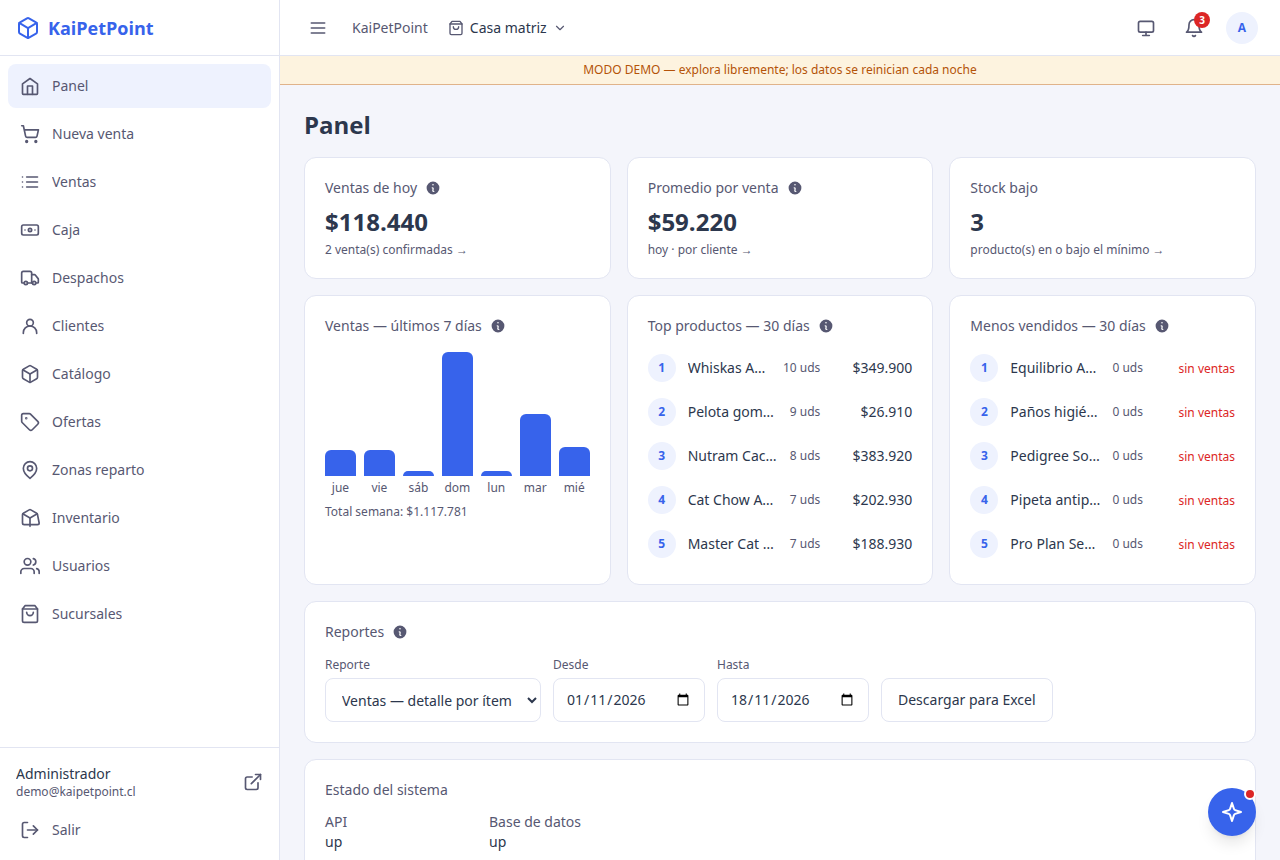 KaiPetPoint
Panel
Nueva venta
Ventas
Caja
Despachos
Clientes
Catálogo
Ofertas
Zonas reparto
Inventario
Usuarios
Sucursales
Administrador
demo@kaipetpoint.cl
Salir
KaiPetPoint Casa matriz
3
A
MODO DEMO — explora libremente; los datos se reinician cada noche
Panel
Ventas de hoy
$118.440
2 venta(s) confirmadas →
Promedio por venta
$59.220
hoy · por cliente →
Stock bajo
3
producto(s) en o bajo el mínimo →
Ventas — últimos 7 días
jue vie sáb dom lun mar mié
Total semana: $1.117.781
Top productos — 30 días
1 Whiskas A... 10 uds $349.900
2 Pelota gom... 9 uds $26.910
3 Nutram Cac... 8 uds $383.920
4 Cat Chow A... 7 uds $202.930
5 Master Cat ... 7 uds $188.930
Menos vendidos — 30 días
1 Equilibrio A... 0 uds sin ventas
2 Paños higié... 0 uds sin ventas
3 Pedigree So... 0 uds sin ventas
4 Pipeta antip... 0 uds sin ventas
5 Pro Plan Se... 0 uds sin ventas
Reportes
Reporte Desde Hasta
Ventas — detalle por ítem 01/11/2026 18/11/2026 Descargar para Excel
Estado del sistema
API Base de datos
up up